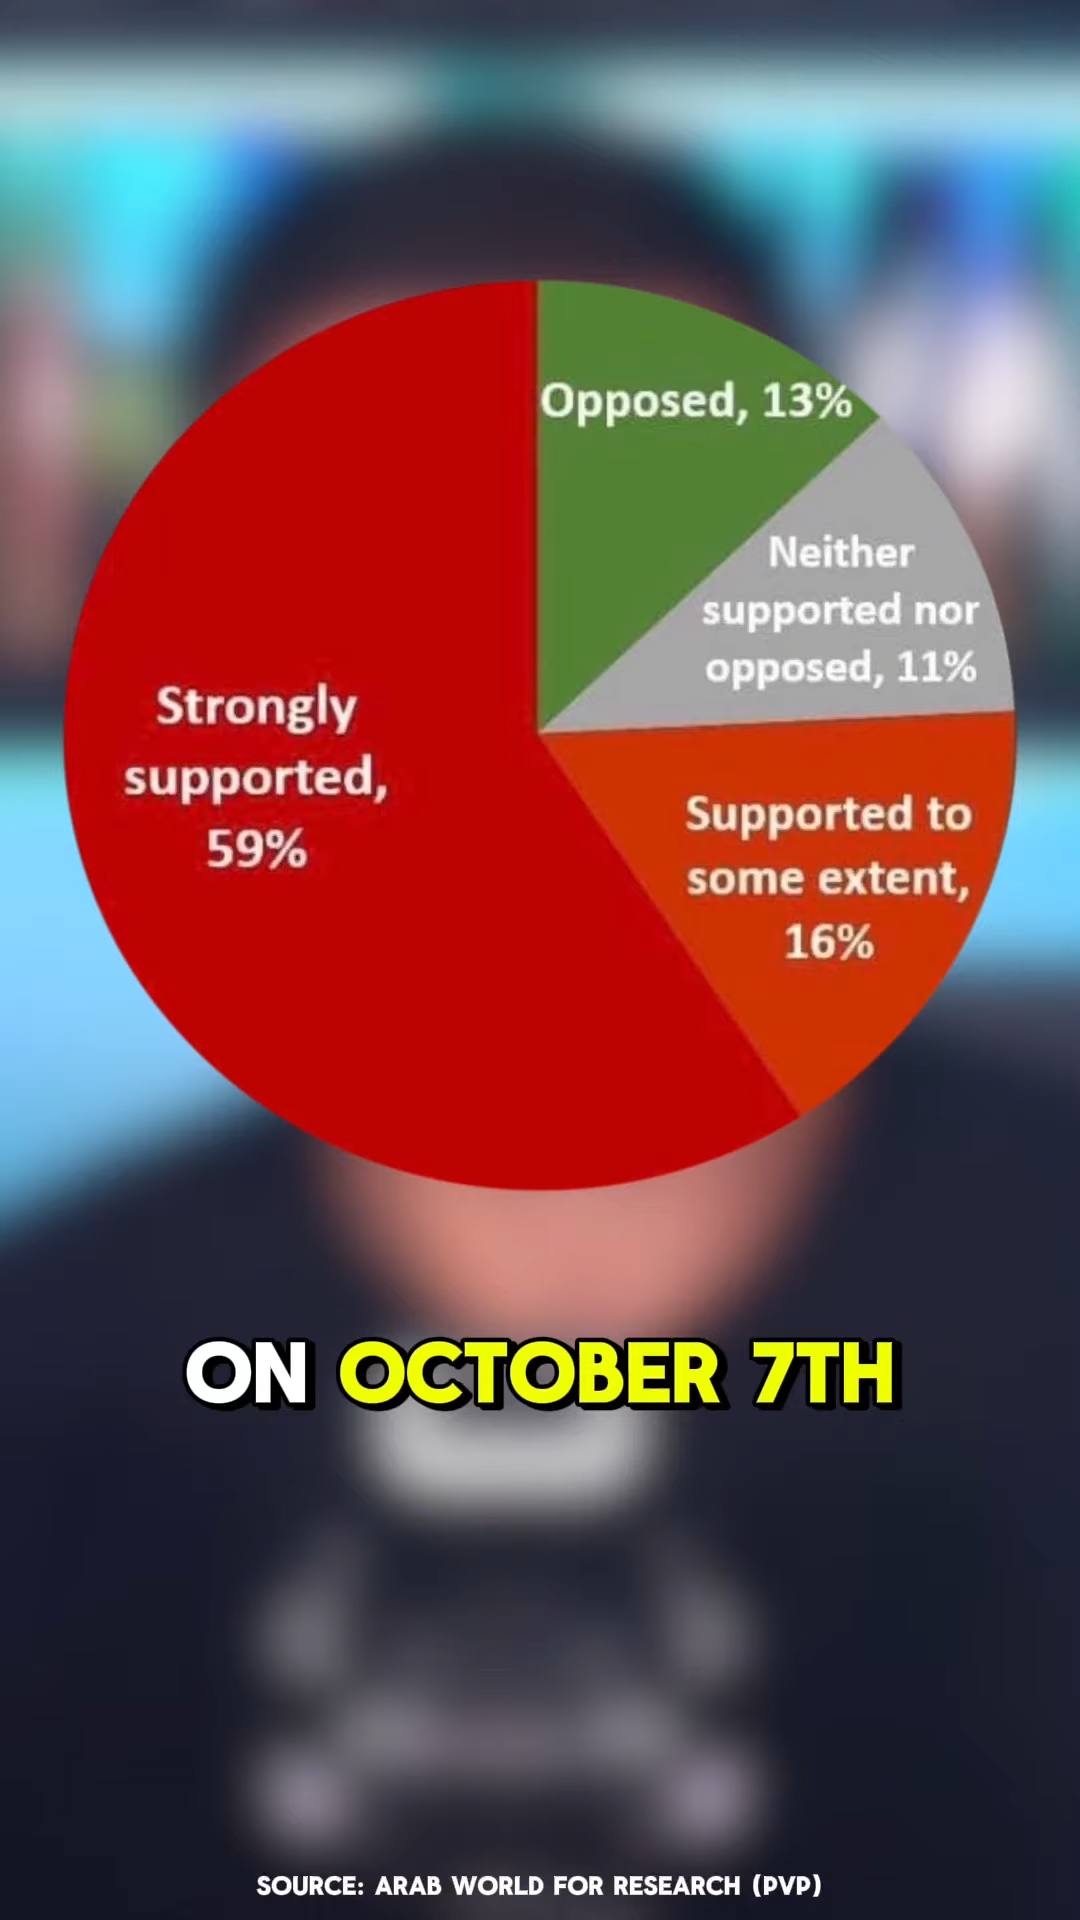 Opposed, 13%
Neither
supported nor
opposed, 11%
Strongly
supported,
59%
Supported to
some extent,
16%
ON OCTOBER 7TH
SOURCE: ARAB WORLD FOR RESEARCH (PVP)